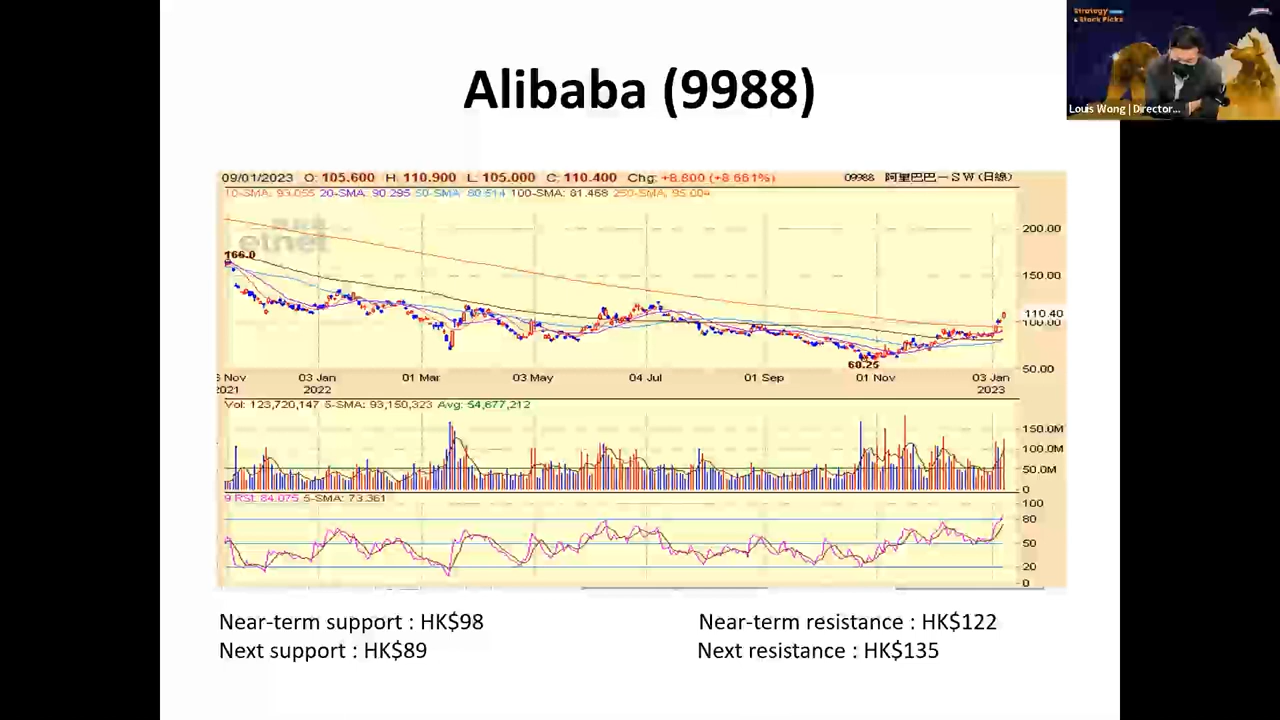 Strategy
& Stock Picks
Louis Wong | Director...
Alibaba (9988)
09/01/2023 O: 105.600 H: 110.900 L: 105.000 C: 110.400 Chg: +8.800 (+8.661%) 09988 阿里巴巴－ＳＷ(日線)
10-SMA: 93.055 20-SMA: 90.295 50-SMA: 80.514 100-SMA: 81.468 250-SMA: 95.004
etnet
200.00
166.0
150.00
110.40
100.00
60.25
50.00
Nov 03 Jan 01 Mar 03 May 04 Jul 01 Sep 01 Nov 03 Jan
2021 2022 2023
Vol: 123,720,147 5-SMA: 93,150,323 Avg: 54,677,212
150.0M
100.0M
50.0M
0
9 RSI: 84.075 5-SMA: 73.361
100
80
50
20
0
Near-term support : HK$98
Next support : HK$89
Near-term resistance : HK$122
Next resistance : HK$135